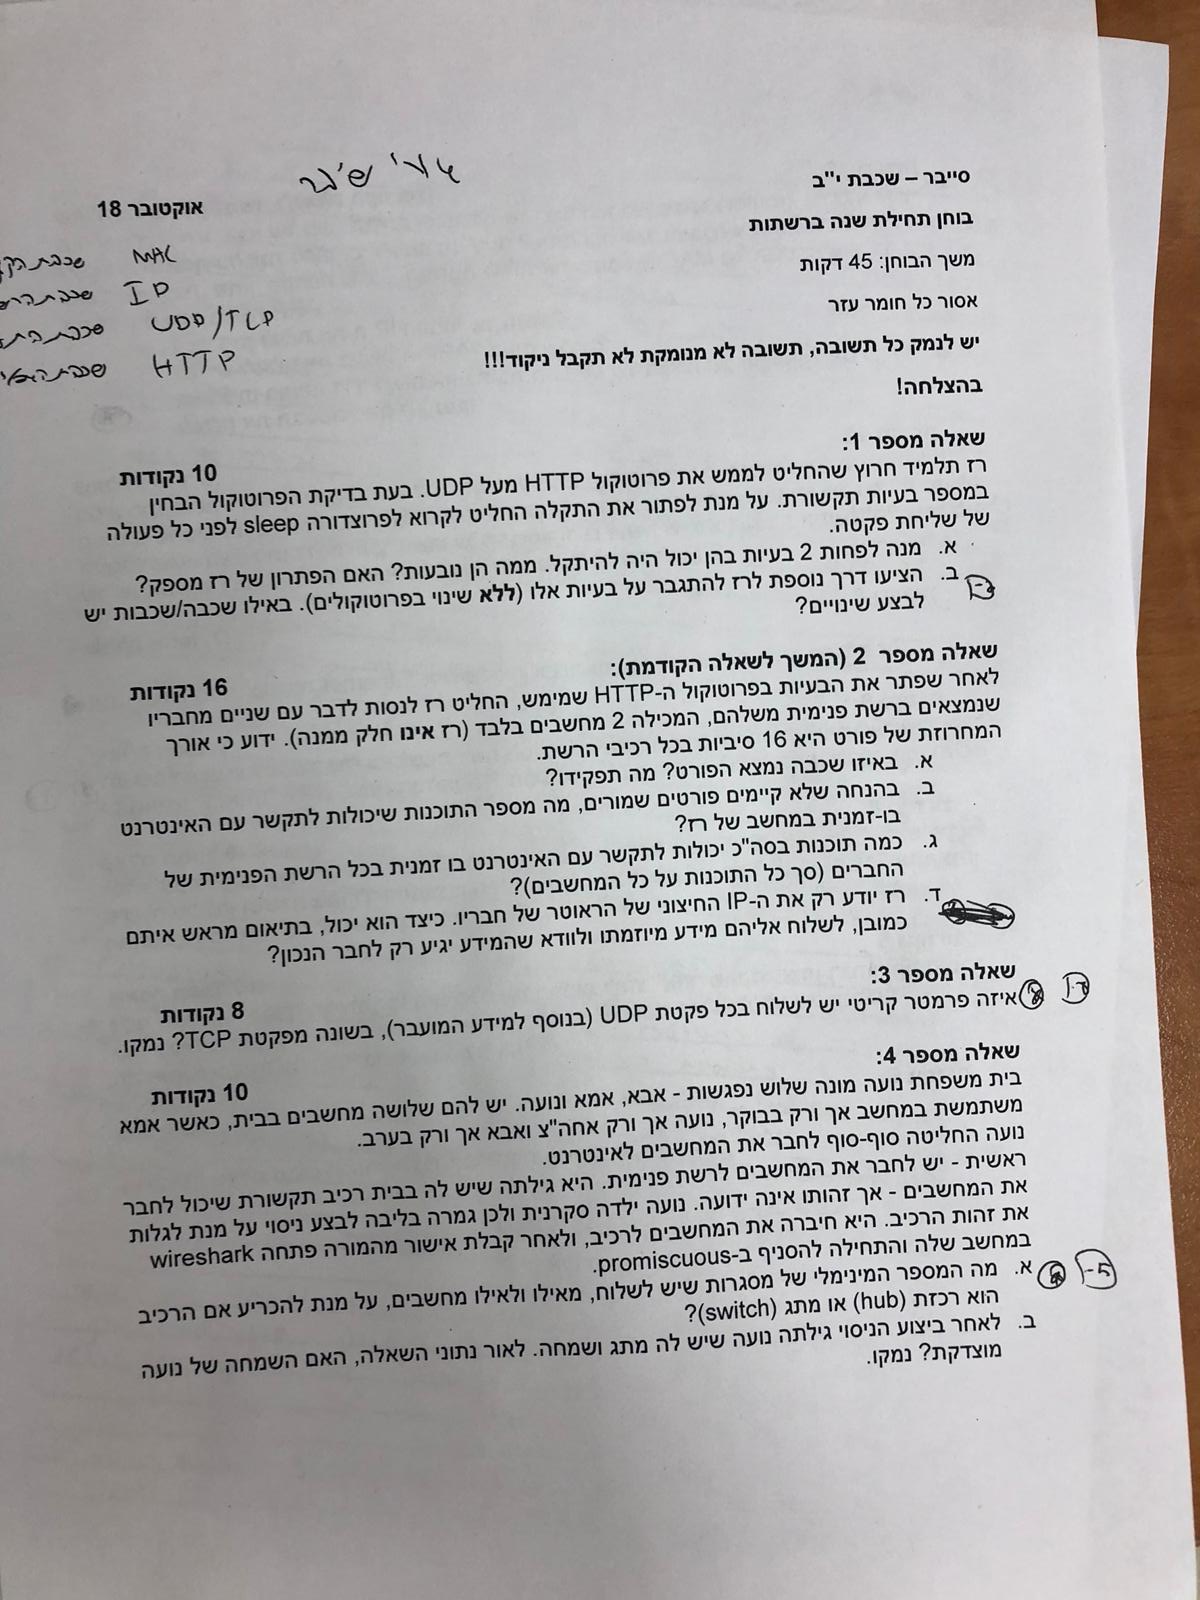 סייבר – שכבת י"ב
אוקטובר 18
בוחן תחילת שנה ברשתות
משך הבוחן: 45 דקות
אסור כל חומר עזר
יש לנמק כל תשובה, תשובה לא מנומקת לא תקבל ניקוד!!!
בהצלחה!
MAC
שכבת
IP
שכבת
UDP/TCP
שכבת
HTTP
שאלה מספר 1:
10 נקודות
רז תלמיד חרוץ שהחליט לממש את פרוטוקול HTTP מעל UDP. בעת בדיקת הפרוטוקול הבחין
במספר בעיות תקשורת. על מנת לפתור את התקלה החליט לקרוא לפרוצדורה sleep לפני כל פעולה
של שליחת פקטה.
א. מנה לפחות 2 בעיות בהן יכול היה להיתקל. ממה הן נובעות? האם הפתרון של רז מספק?
ב. הציעו דרך נוספת לרז להתגבר על בעיות אלו (ללא שינוי בפרוטוקולים). באילו שכבה/שכבות יש
לבצע שינויים?
שאלה מספר 2 (המשך לשאלה הקודמת):
16 נקודות
לאחר שפתר את הבעיות בפרוטוקול ה-HTTP שמימש, החליט רז לנסות לדבר עם שניים מחבריו
שנמצאים ברשת פנימית משלהם, המכילה 2 מחשבים בלבד (רז אינו חלק ממנה). ידוע כי אורך
המחרוזת של פורט היא 16 סיביות בכל רכיבי הרשת.
א. באיזו שכבה נמצא הפורט? מה תפקידו?
ב. בהנחה שלא קיימים פורטים שמורים, מה מספר התוכנות שיכולות לתקשר עם האינטרנט
בו-זמנית במחשב של רז?
ג. כמה תוכנות בסה"כ יכולות לתקשר עם האינטרנט בו זמנית בכל הרשת הפנימית של
החברים (סך כל התוכנות על כל המחשבים)?
ד. רז יודע רק את ה-IP החיצוני של הראוטר של חבריו. כיצד הוא יכול, בתיאום מראש איתם
כמובן, לשלוח אליהם מידע מיוזמתו ולוודא שהמידע יגיע רק לחבר הנכון?
שאלה מספר 3:
8 נקודות
איזה פרמטר קריטי יש לשלוח בכל פקטת UDP (בנוסף למידע המועבר), בשונה מפקטת TCP? נמקו.
שאלה מספר 4:
10 נקודות
בית משפחת נועה מונה שלוש נפגשות - אבא, אמא ונועה. יש להם שלושה מחשבים בבית, כאשר אמא
משתמשת במחשב אך ורק בבוקר, נועה אך ורק אחה"צ ואבא אך ורק בערב.
נועה החליטה סוף-סוף לחבר את המחשבים לאינטרנט.
ראשית - יש לחבר את המחשבים לרשת פנימית. היא גילתה שיש לה בבית רכיב תקשורת שיכול לחבר
את המחשבים - אך זהותו אינה ידועה. נועה ילדה סקרנית ולכן גמרה בליבה לבצע ניסוי על מנת לגלות
את זהות הרכיב. היא חיברה את המחשבים לרכיב, ולאחר קבלת אישור מהמורה פתחה wireshark
במחשב שלה והתחילה להסניף ב-promiscuous.
א. מה המספר המינימלי של מסגרות שיש לשלוח, מאילו ולאילו מחשבים, על מנת להכריע אם הרכיב
-5
הוא רכזת (hub) או מתג (switch)?
ב. לאחר ביצוע הניסוי גילתה נועה שיש לה מתג ושמחה. לאור נתוני השאלה, האם השמחה של נועה
מוצדקת? נמקו.